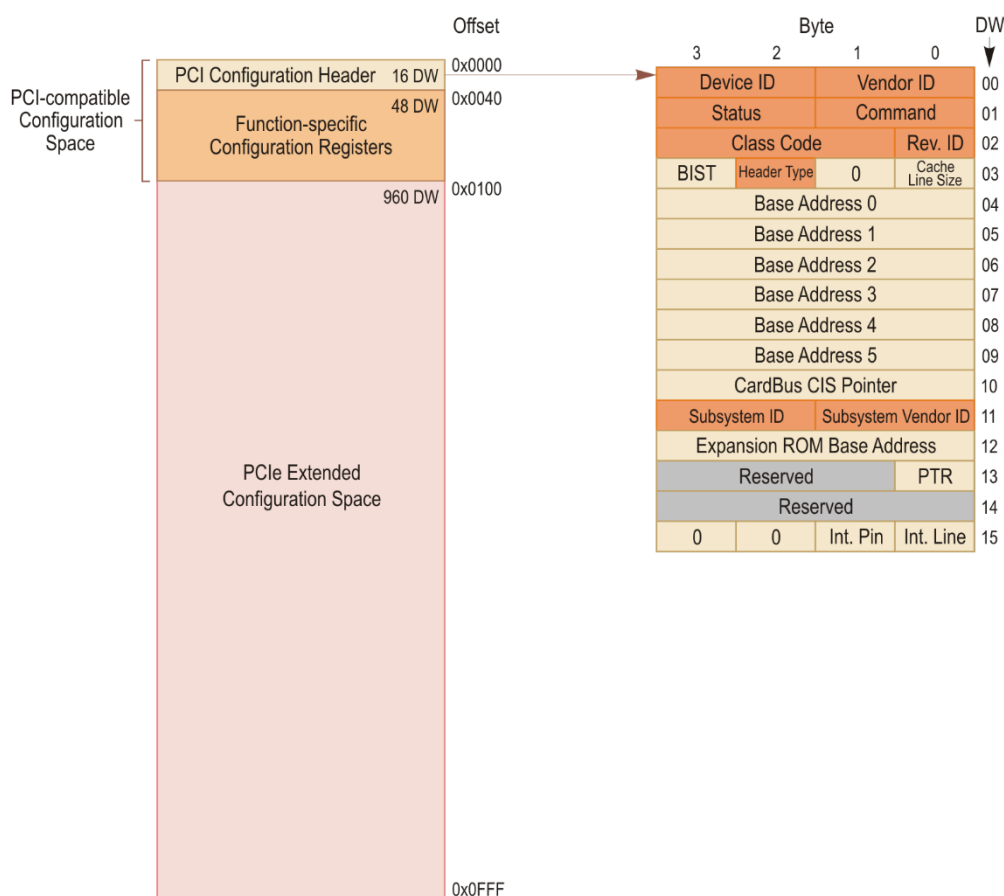 Offset
0x0000
PCI Configuration Header 16 DW
PCI-compatible
Configuration
Space
48 DW
0x0040
Function-specific
Configuration Registers
960 DW
0x0100
PCIe Extended
Configuration Space
0x0FFF
Byte
DW
3 2 1 0
Device ID Vendor ID 00
Status Command 01
Class Code Rev. ID 02
BIST Header Type 0 Cache
Line Size 03
Base Address 0 04
Base Address 1 05
Base Address 2 06
Base Address 3 07
Base Address 4 08
Base Address 5 09
CardBus CIS Pointer 10
Subsystem ID Subsystem Vendor ID 11
Expansion ROM Base Address 12
Reserved PTR 13
Reserved 14
0 0 Int. Pin Int. Line 15